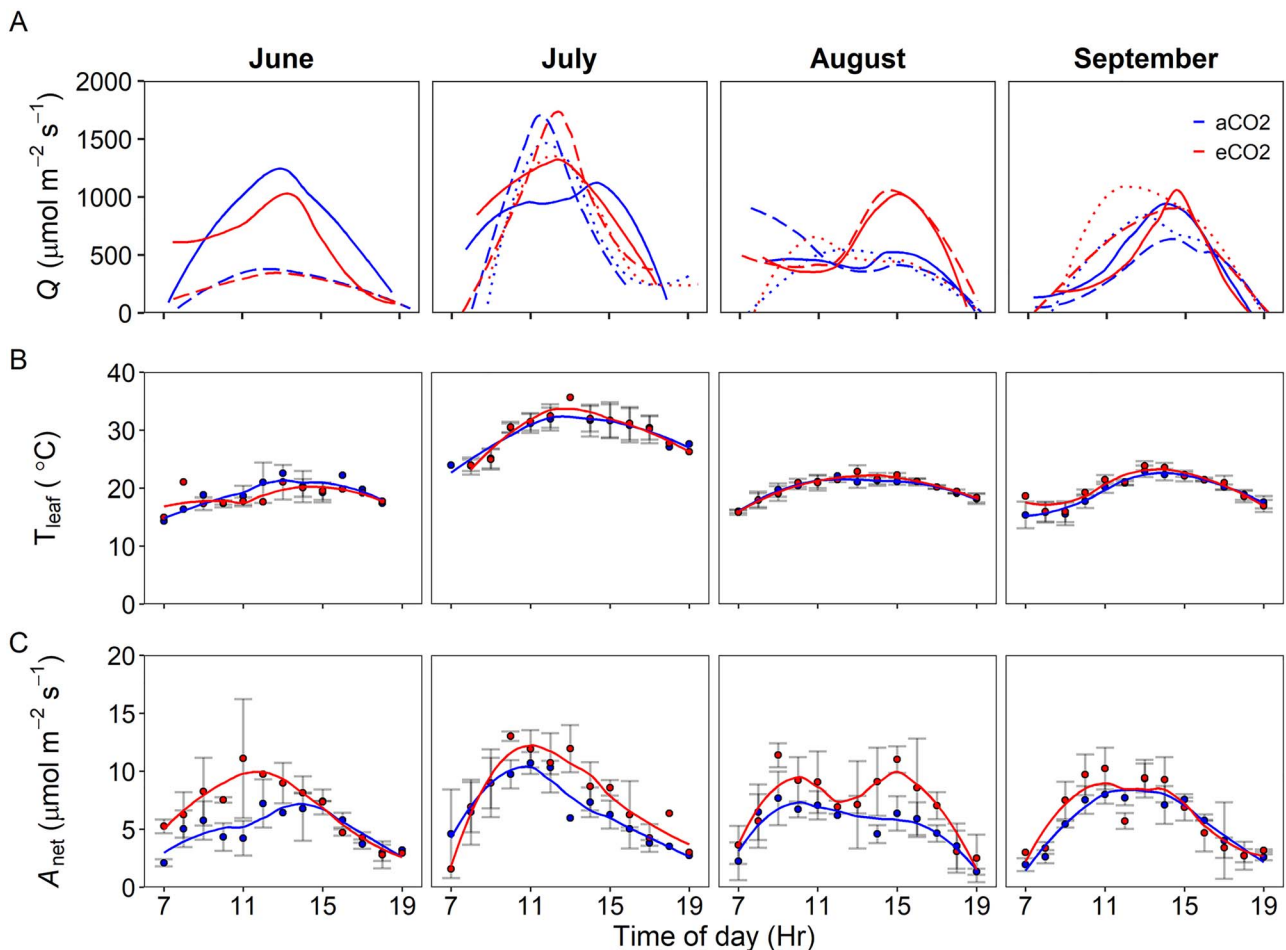 A
June July August September
Q (μmol m−2 s−1)
2000
1500
1000
500
0
aCO2
eCO2
B
Tleaf ( °C)
40
30
20
10
0
C
Anet (μmol m−2 s−1)
20
15
10
5
0
7 11 15 19 7 11 15 19 7 11 15 19 7 11 15 19
Time of day (Hr)